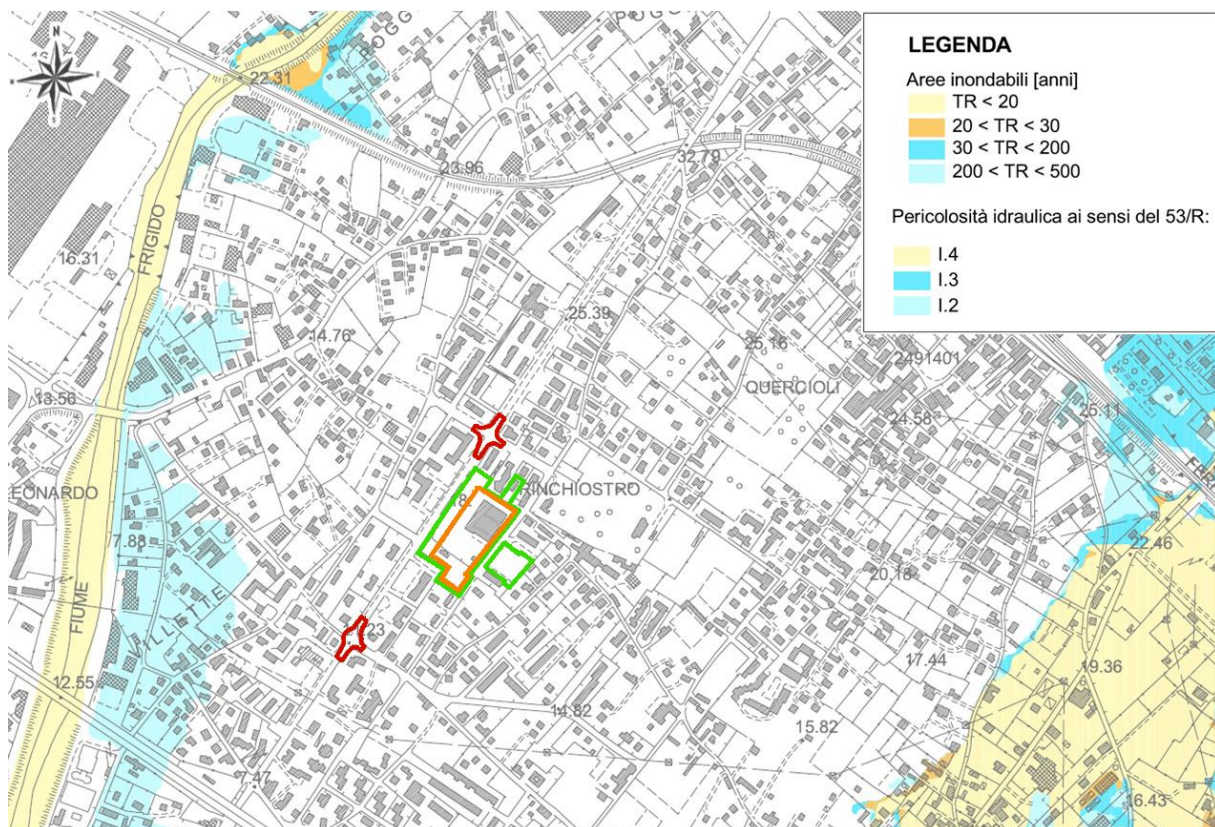 LEGENDA
Aree inondabili [anni]
TR < 20
20 < TR < 30
30 < TR < 200
200 < TR < 500
Pericolosità idraulica ai sensi del 53/R:
I.4
I.3
I.2
N
22.31
23.96
32.79
16.31
FRIGIDO
14.76
25.39
25.16
2491401
QUERCIOLI
24.58
25.11
13.56
EONARDO
RINCHIOSTRO
18.
7.88
22.46
20.18
FIUME
VILLETTE
23
12.55
17.44
19.36
14.82
15.82
7.47
16.43